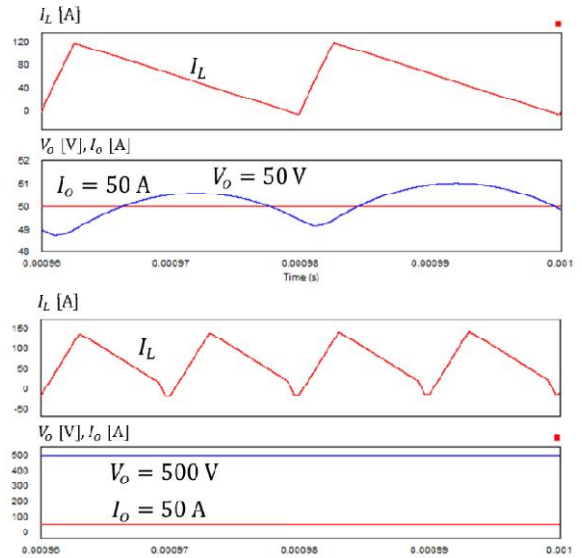 I_L [A]
120
80
40
0
I_L
V_o [V], I_o [A]
52
51
50
49
48
I_o = 50 A
V_o = 50 V
0.00096 0.00097 0.00098 0.00099 0.001
Time (s)
I_L [A]
150
100
50
0
-50
I_L
V_o [V], I_o [A]
500
400
300
200
100
0
V_o = 500 V
I_o = 50 A
0.00096 0.00097 0.00098 0.00099 0.001